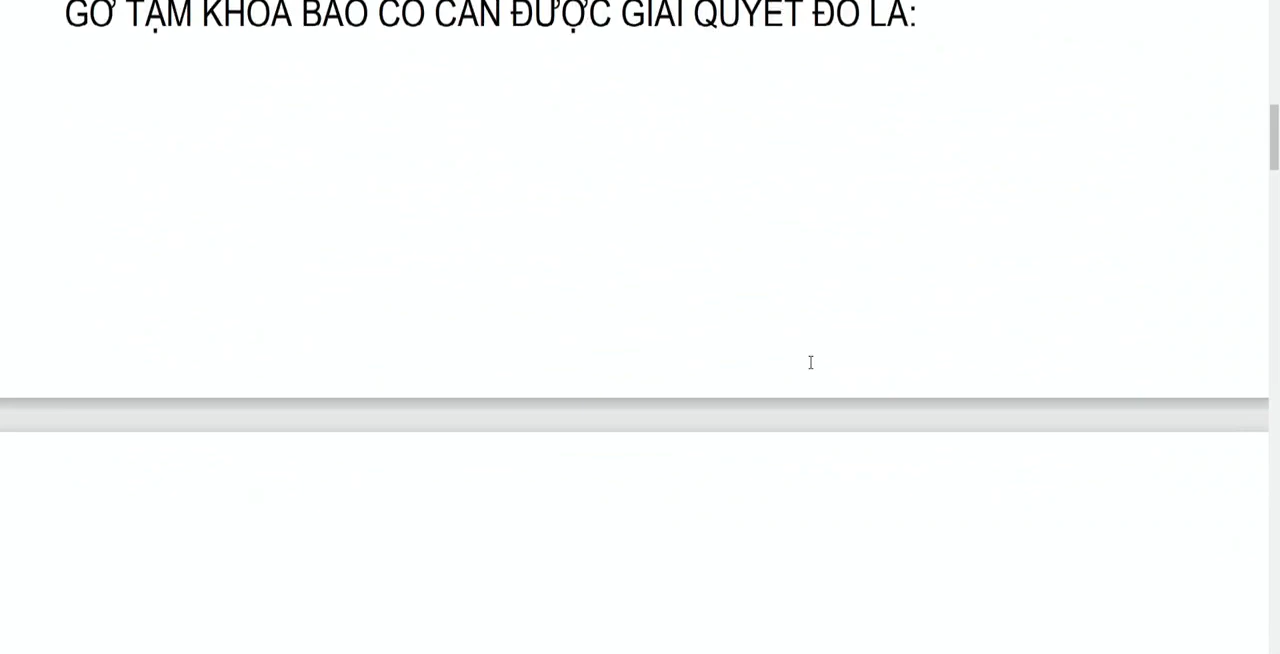 GỠ TẠM KHÓA BÁO CÓ CẦN ĐƯỢC GIẢI QUYẾT ĐÓ LÀ: